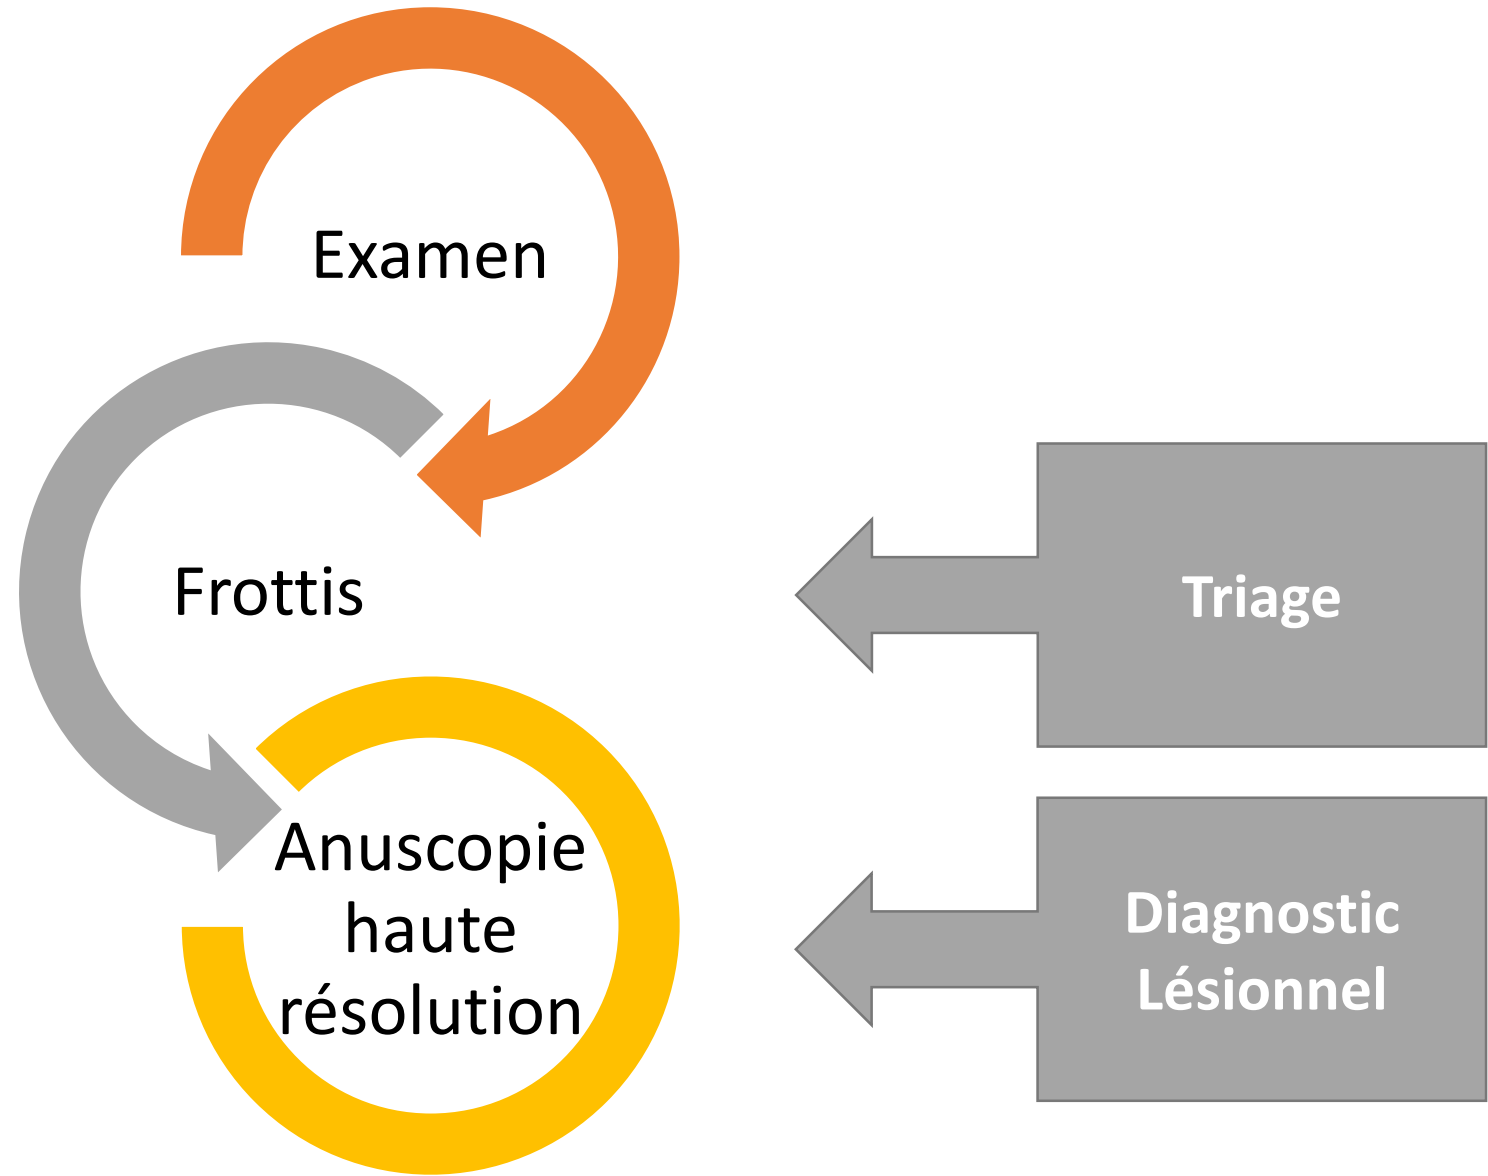 Examen
Frottis
Triage
Anuscopie
haute
résolution
Diagnostic
Lésionnel